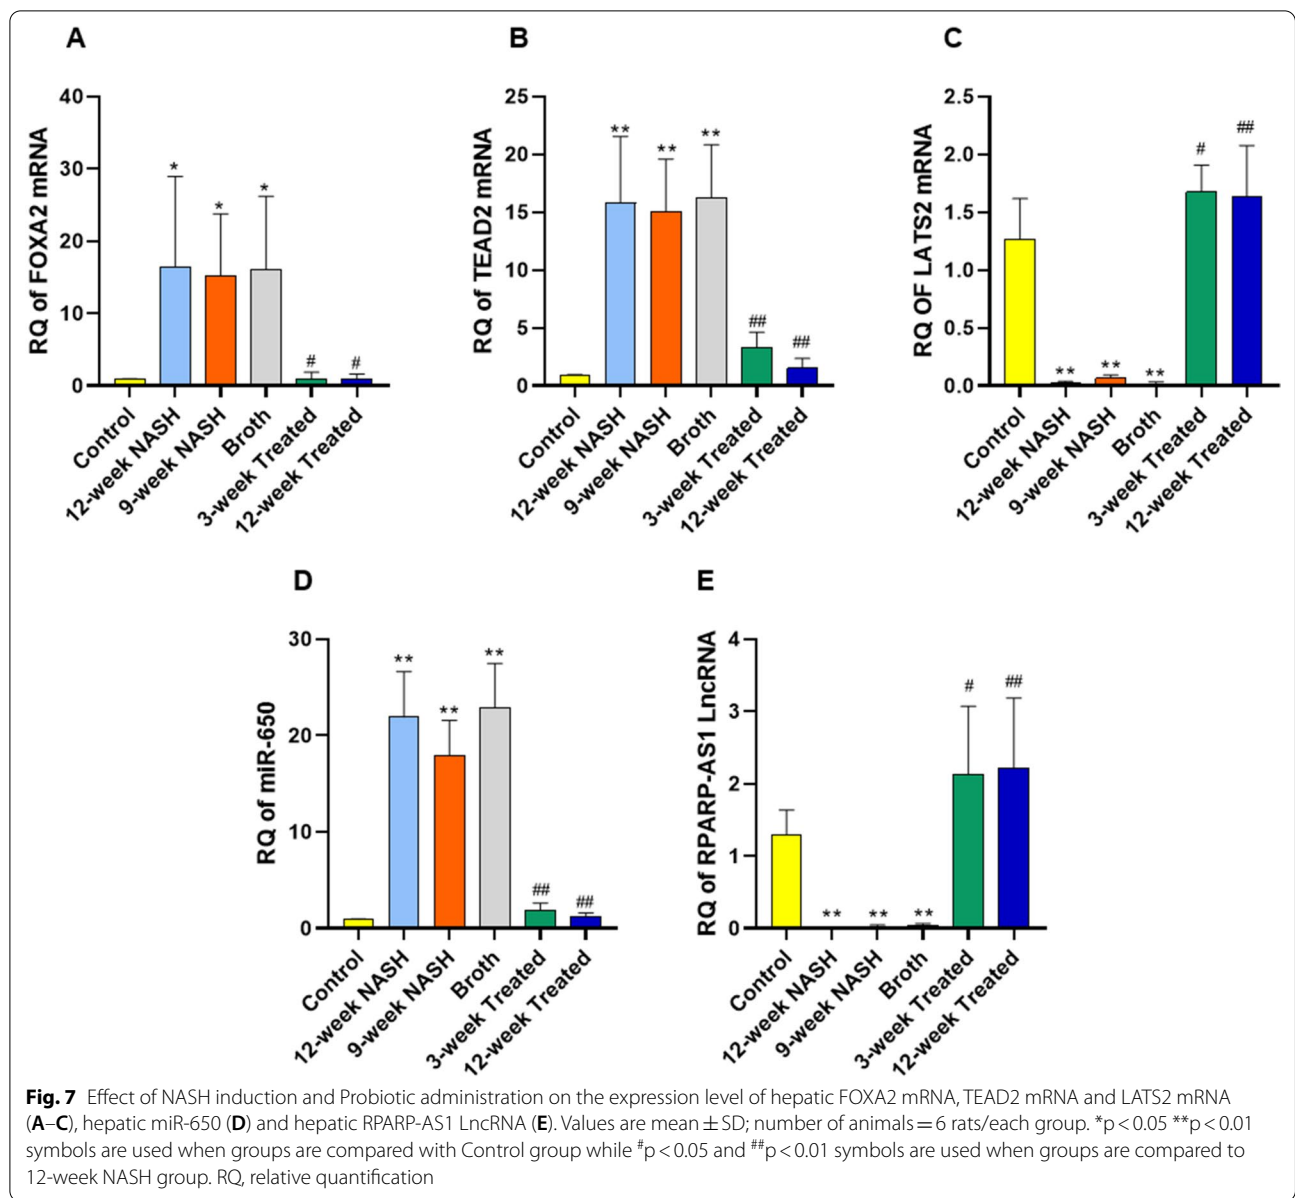 A
RQ of FOXA2 mRNA
40
30
20
10
0
*
*
*
#
#
Control
12-week NASH
9-week NASH
Broth
3-week Treated
12-week Treated
B
RQ of TEAD2 mRNA
25
20
15
10
5
0
**
**
**
##
##
Control
12-week NASH
9-week NASH
Broth
3-week Treated
12-week Treated
C
RQ OF LATS2 mRNA
2.5
2.0
1.5
1.0
0.5
0.0
**
**
**
#
##
Control
12-week NASH
9-week NASH
Broth
3-week Treated
12-week Treated
D
RQ of miR-650
30
20
10
0
**
**
**
##
##
Control
12-week NASH
9-week NASH
Broth
3-week Treated
12-week Treated
E
RQ of RPARP-AS1 LncRNA
4
3
2
1
0
**
**
**
#
##
Control
12-week NASH
9-week NASH
Broth
3-week Treated
12-week Treated
Fig. 7 Effect of NASH induction and Probiotic administration on the expression level of hepatic FOXA2 mRNA, TEAD2 mRNA and LATS2 mRNA
(A–C), hepatic miR-650 (D) and hepatic RPARP-AS1 LncRNA (E). Values are mean ± SD; number of animals = 6 rats/each group. *p < 0.05 **p < 0.01
symbols are used when groups are compared with Control group while #p < 0.05 and ##p < 0.01 symbols are used when groups are compared to
12-week NASH group. RQ, relative quantification